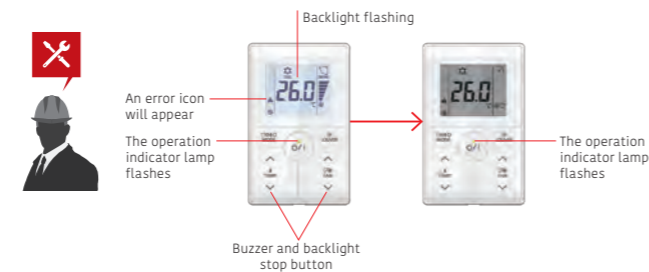 Backlight flashing
An error icon
will appear
The operation
indicator lamp
flashes
26.0
26.0
The operation
indicator lamp
flashes
Buzzer and backlight
stop button